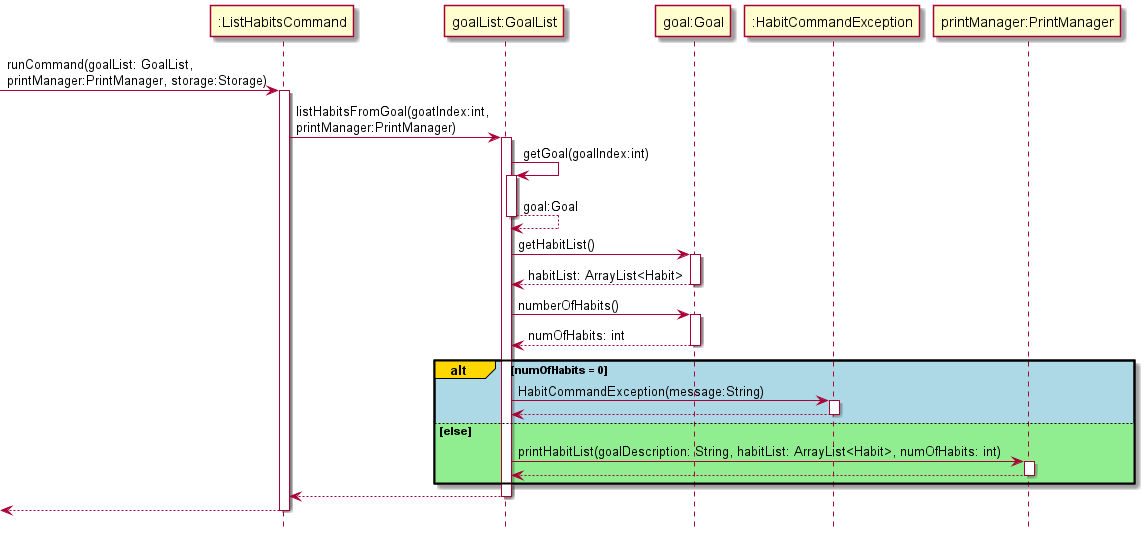 :ListHabitsCommand
goalList:GoalList
goal:Goal
:HabitCommandException
printManager:PrintManager
runCommand(goalList: GoalList,
printManager:PrintManager, storage:Storage)
listHabitsFromGoal(goatIndex:int,
printManager:PrintManager)
getGoal(goalIndex:int)
goal:Goal
getHabitList()
habitList: ArrayList<Habit>
numberOfHabits()
numOfHabits: int
alt [numOfHabits = 0]
HabitCommandException(message:String)
[else]
printHabitList(goalDescription: String, habitList: ArrayList<Habit>, numOfHabits: int)